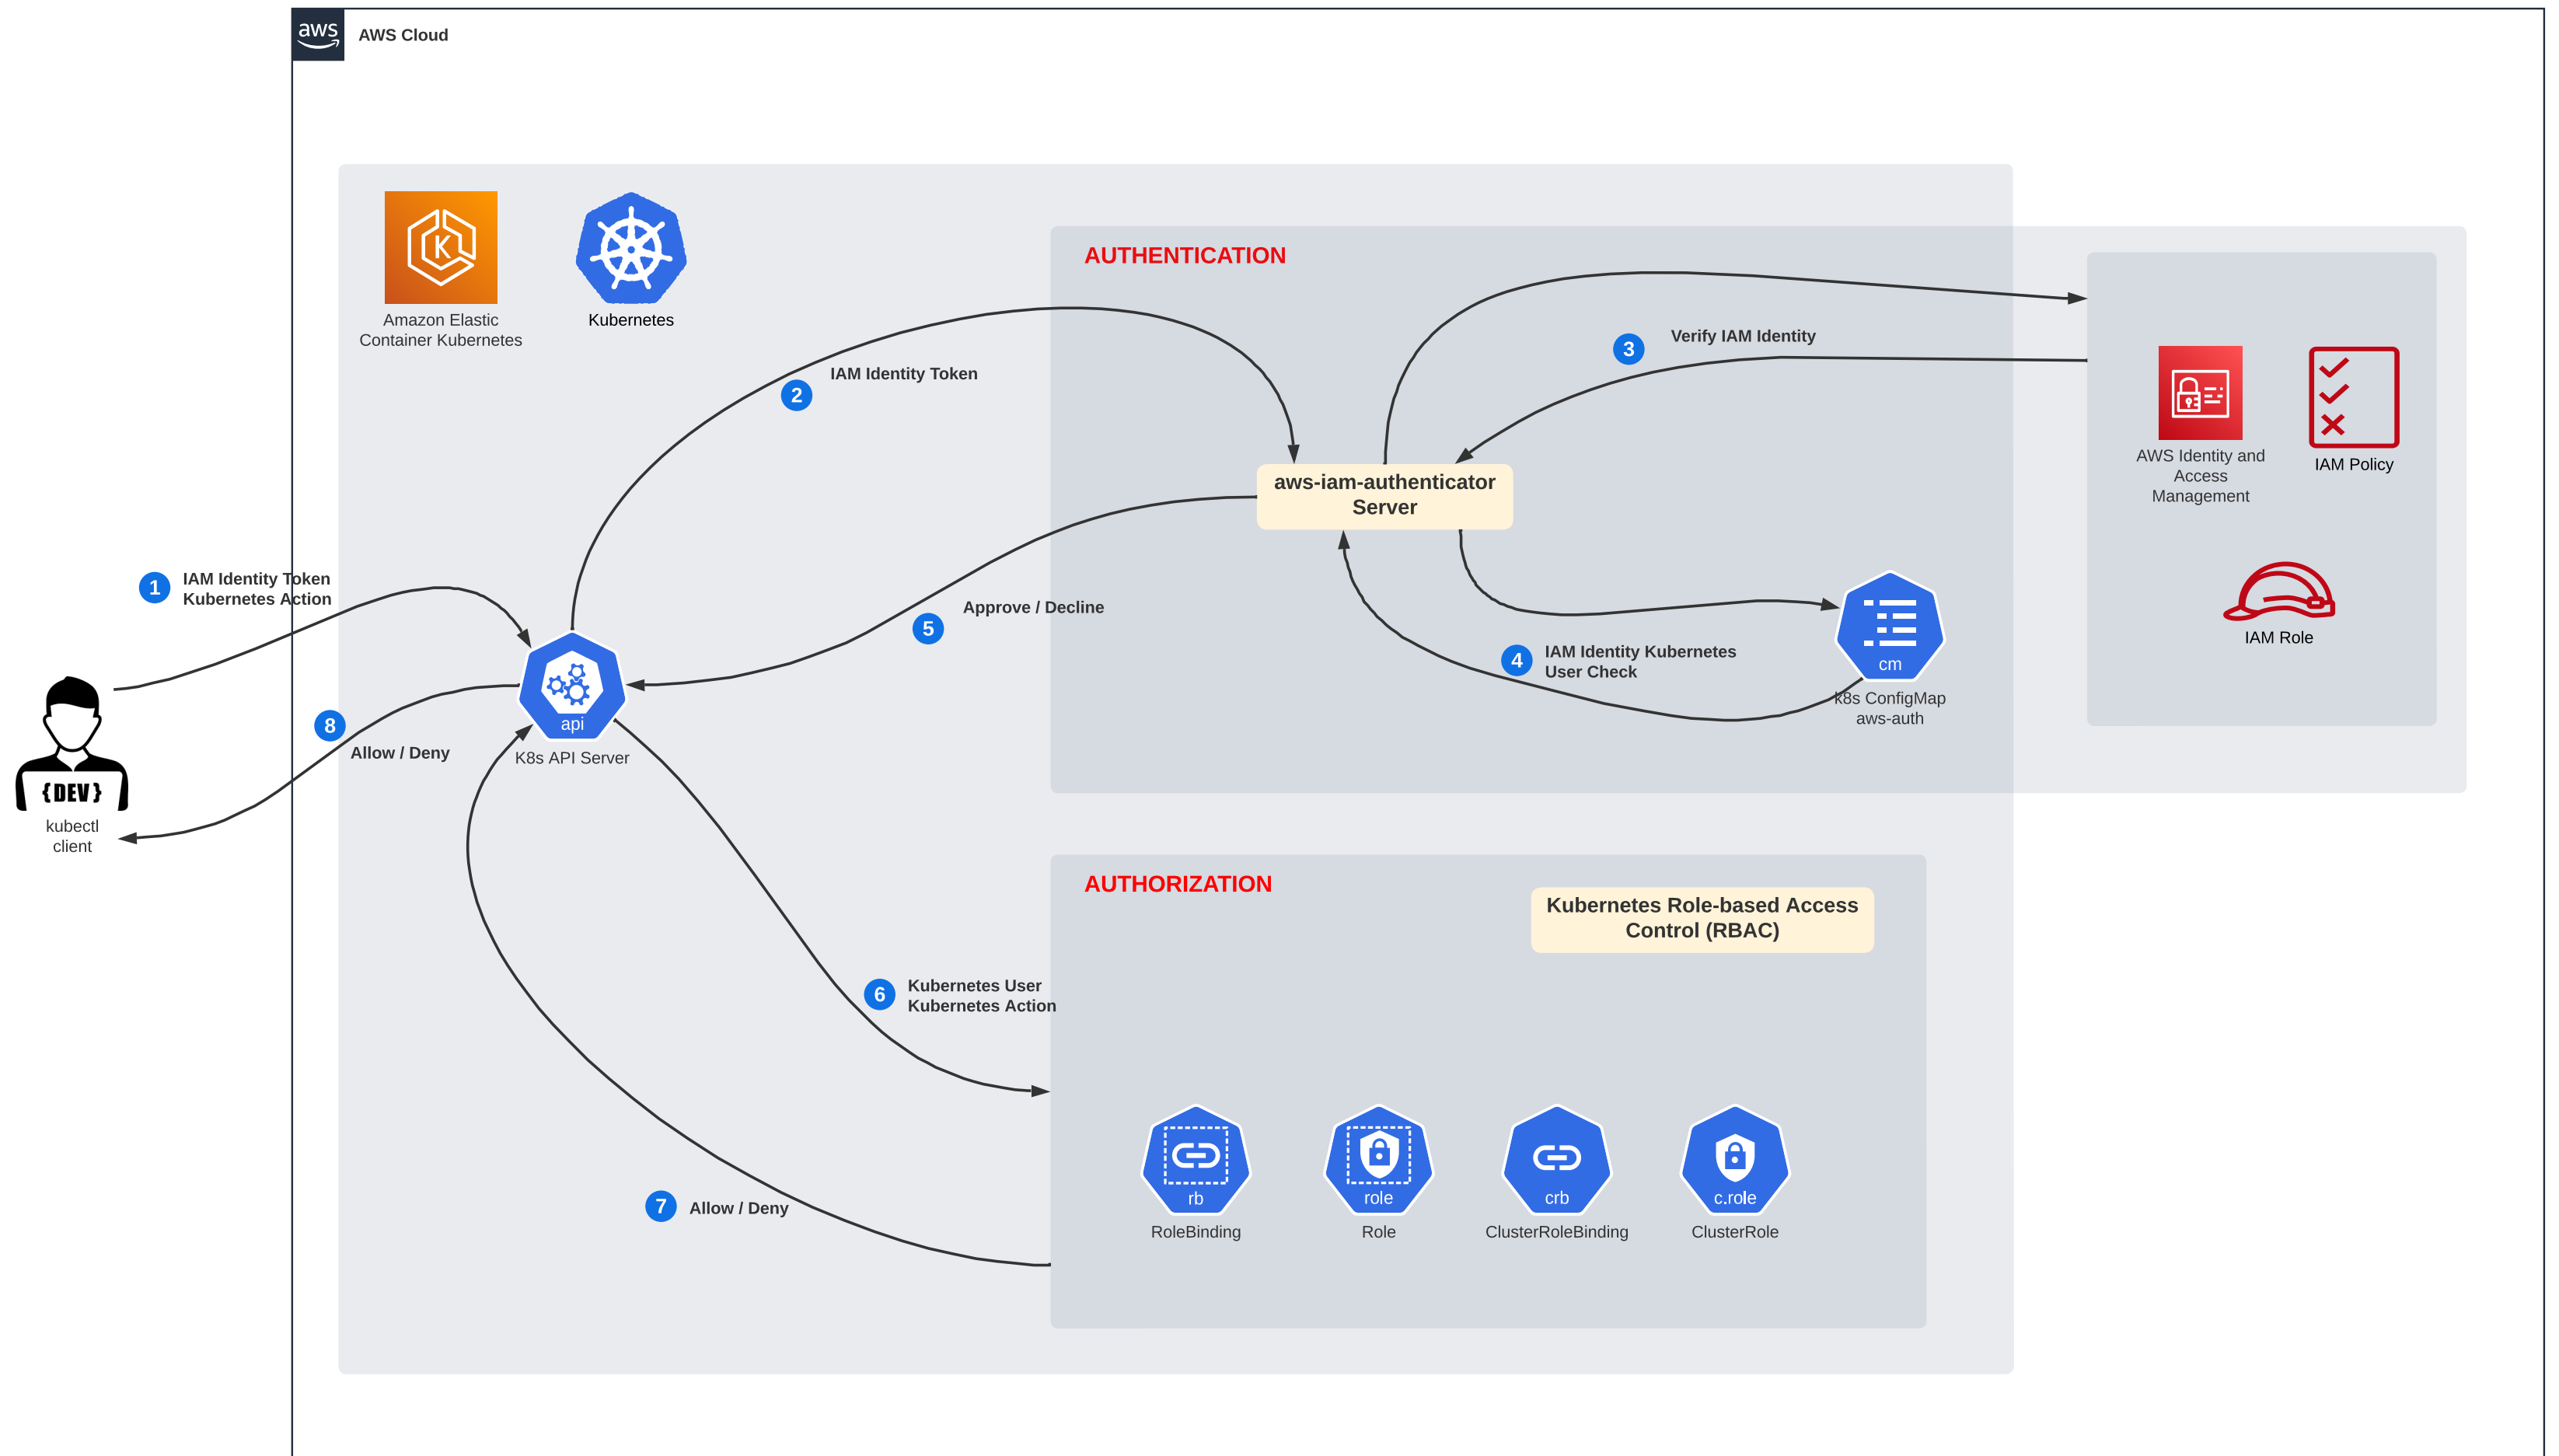 aws
AWS Cloud
Amazon Elastic
Container Kubernetes
K
Kubernetes
AUTHENTICATION
2
IAM Identity Token
3
Verify IAM Identity
AWS Identity and
Access
Management
IAM Policy
IAM Role
aws-iam-authenticator
Server
1
IAM Identity Token
Kubernetes Action
5
Approve / Decline
4
IAM Identity Kubernetes
User Check
cm
k8s ConfigMap
aws-auth
api
K8s API Server
8
Allow / Deny
{DEV}
kubectl
client
AUTHORIZATION
Kubernetes Role-based Access
Control (RBAC)
6
Kubernetes User
Kubernetes Action
7
Allow / Deny
rb
RoleBinding
role
Role
crb
ClusterRoleBinding
c.role
ClusterRole